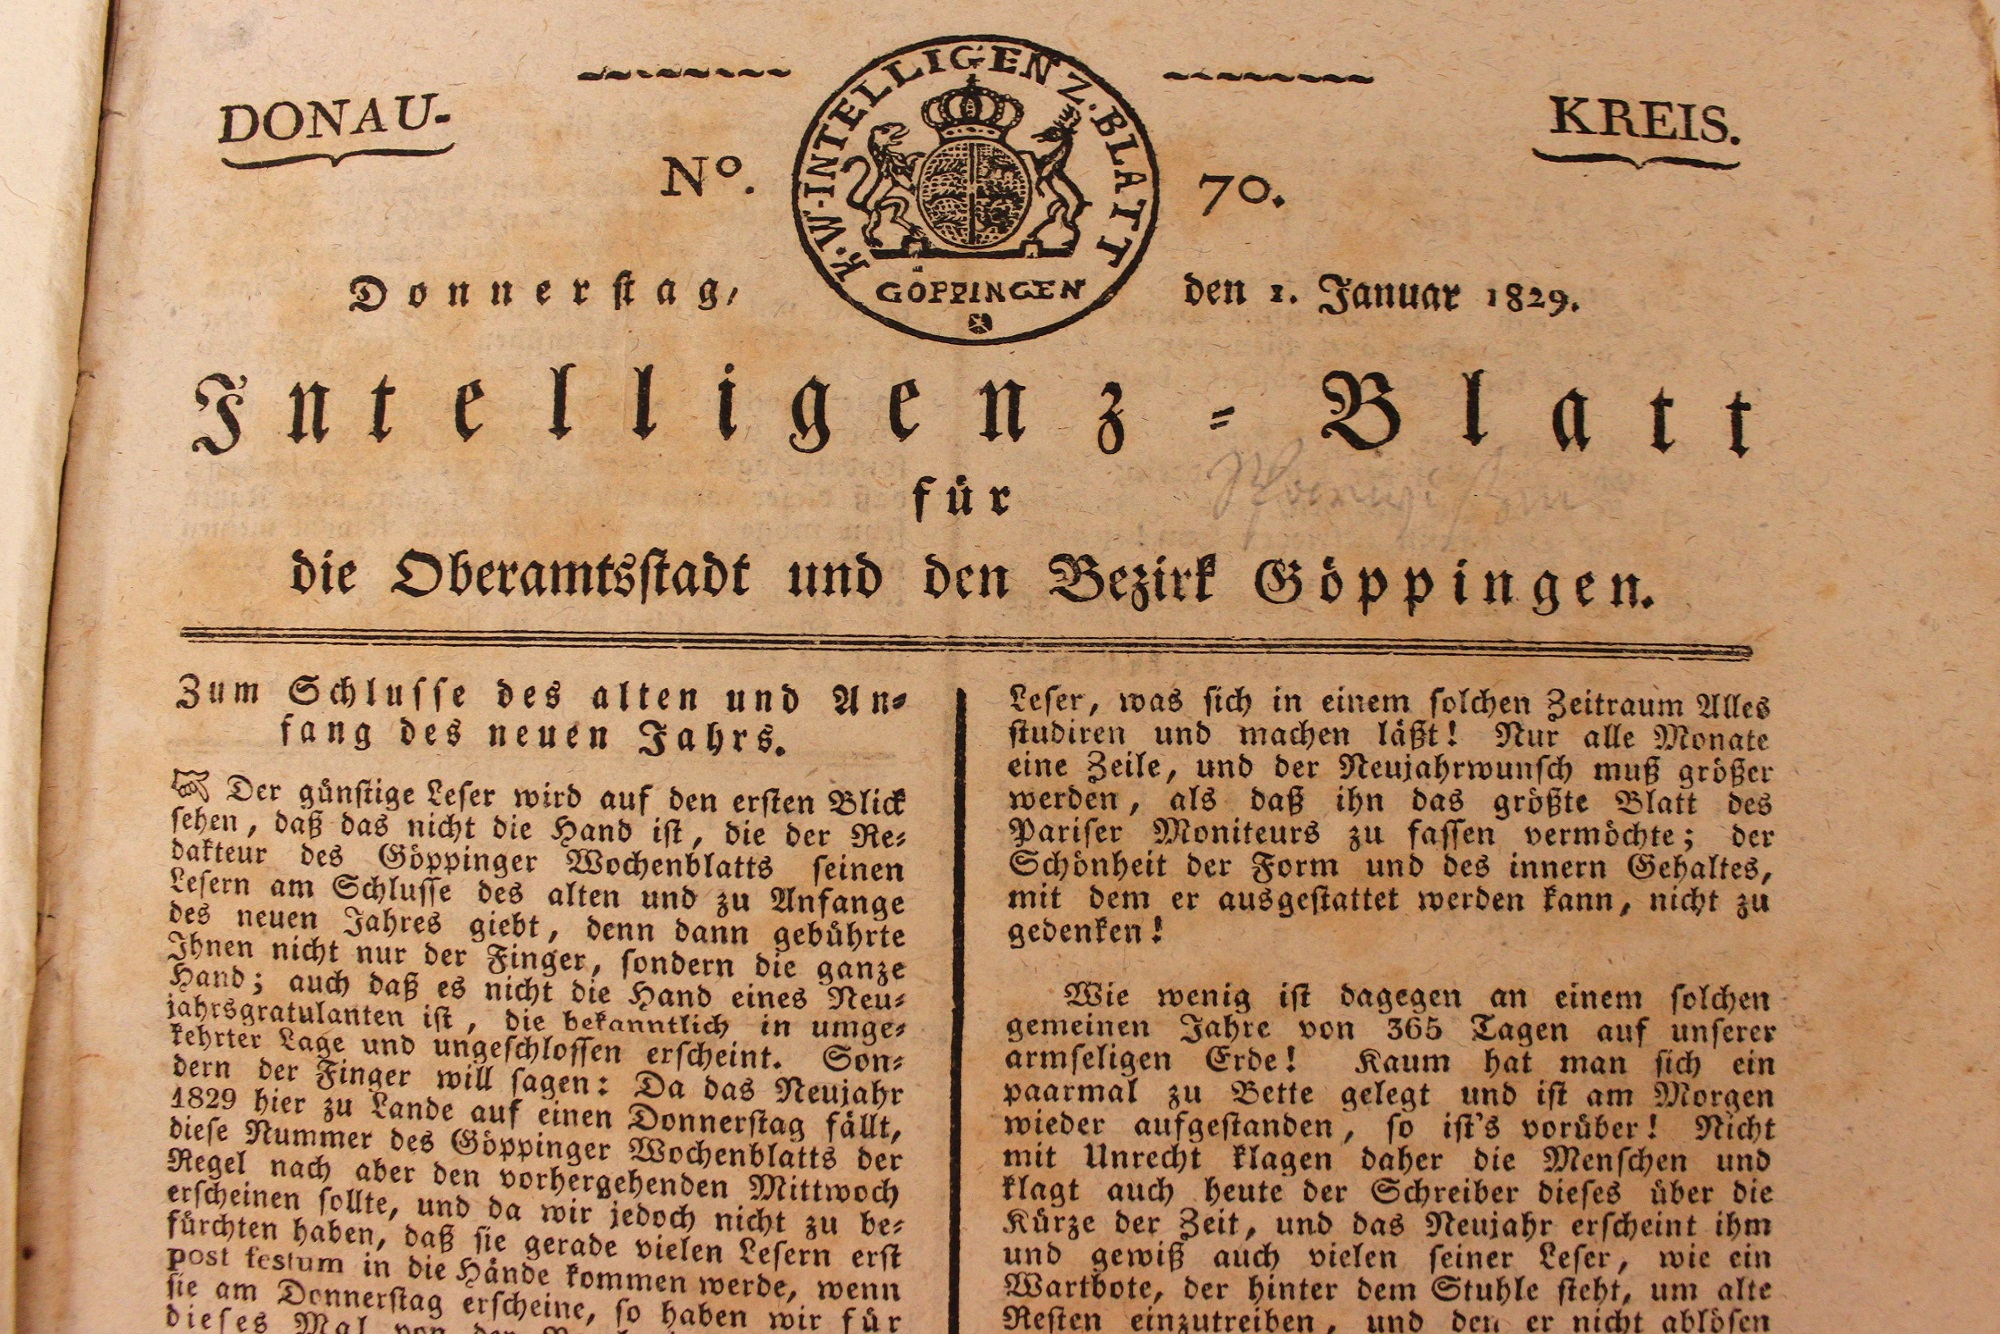 DONAU-
KREIS.
K. W. INTELLIGENZ. BLATT
GÖPPINGEN
No. 70.
Donnerstag, den 1. Januar 1829.
Intelligenz-Blatt
für
die Oberamtsstadt und den Bezirk Göppingen.
Zum Schlusse des alten und An-
fang des neuen Jahrs.
☞ Der günstige Leser wird auf den ersten Blick
sehen, daß das nicht die Hand ist, die der Re-
dakteur des Göppinger Wochenblatts seinen
Lesern am Schlusse des alten und zu Anfange
des neuen Jahres giebt, denn dann gebührte
Ihnen nicht nur der Finger, sondern die ganze
Hand; auch daß es nicht die Hand eines Neu-
jahrsgratulanten ist, die bekanntlich in umge-
kehrter Lage und ungeschlossen erscheint. Son-
dern der Finger will sagen: Da das Neujahr
1829 hier zu Lande auf einen Donnerstag fällt,
diese Nummer des Göppinger Wochenblatts der
Regel nach aber den vorhergehenden Mittwoch
erscheinen sollte, und da wir jedoch nicht zu be-
fürchten haben, daß sie gerade vielen Lesern erst
post festum in die Hände kommen werde, wenn
sie am Donnerstag erscheine, so haben wir für
dieses Mal von der
Leser, was sich in einem solchen Zeitraum Alles
studiren und machen läßt! Nur alle Monate
eine Zeile, und der Neujahrwunsch muß größer
werden, als daß ihn das größte Blatt des
Pariser Moniteurs zu fassen vermöchte; der
Schönheit der Form und des innern Gehaltes,
mit dem er ausgestattet werden kann, nicht zu
gedenken!
Wie wenig ist dagegen an einem solchen
gemeinen Jahre von 365 Tagen auf unserer
armseligen Erde! Kaum hat man sich ein
paarmal zu Bette gelegt und ist am Morgen
wieder aufgestanden, so ist's vorüber! Nicht
mit Unrecht klagen daher die Menschen und
klagt auch heute der Schreiber dieses über die
Kürze der Zeit, und das Neujahr erscheint ihm
und gewiß auch vielen seiner Leser, wie ein
Wartbote, der hinter dem Stuhle steht, um alte
Resten einzutreiben, und den er nicht ablösen